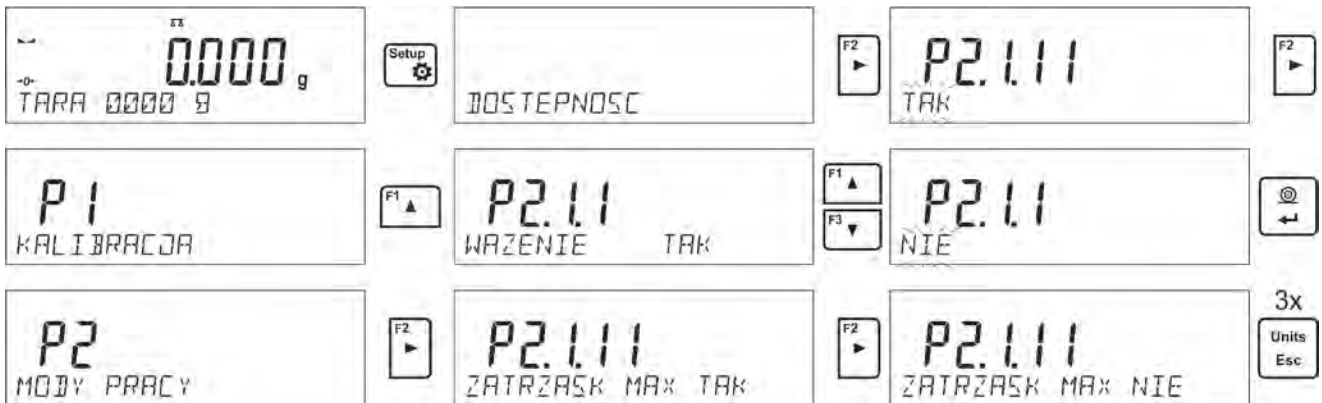 →0←
0.000 g
TARA 0000 g
Setup
DOSTEPNOSC
F2
P2.1.11
TAK
F2
P1
KALIBRACJA
F1
P2.1.1
WAZENIE TAK
F1
F3
P2.1.1
NIE
P2
MODY PRACY
F2
P2.1.11
ZATRZASK MAX TAK
F2
P2.1.11
ZATRZASK MAX NIE
3x
Units
Esc